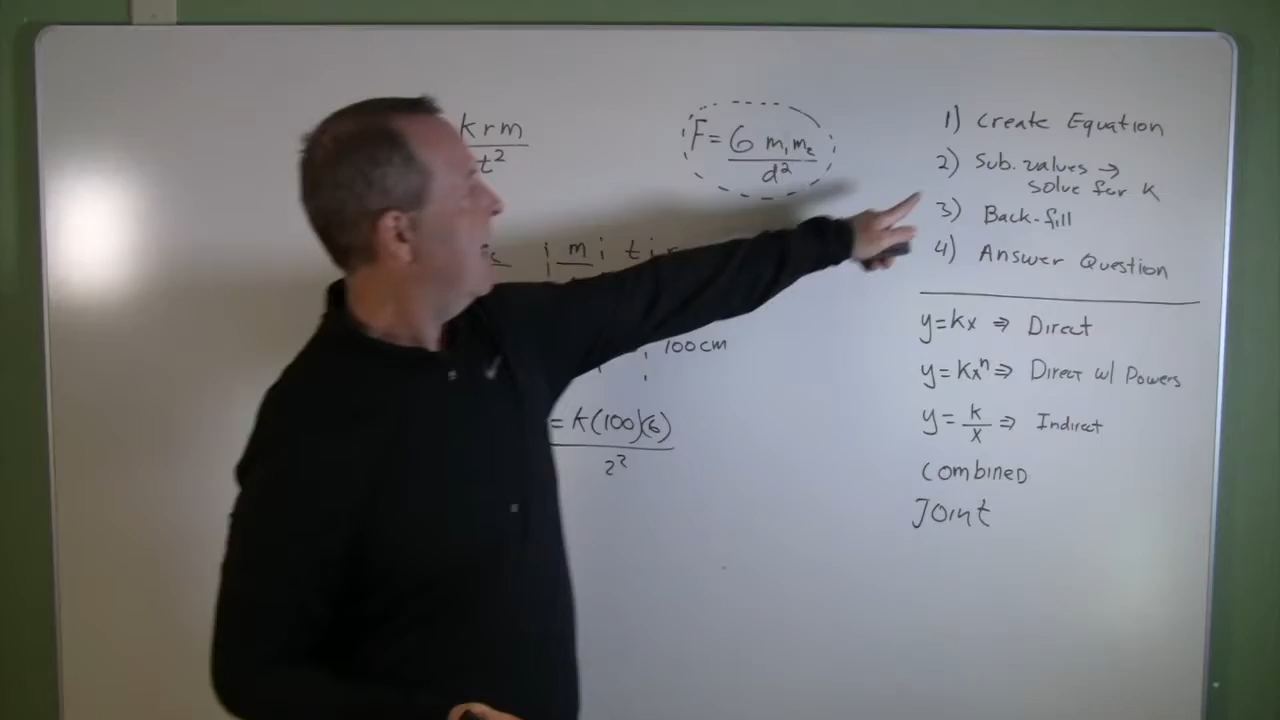 krm
t²
F = G m₁m₂
d²
m ¦ t ¦
100cm
= K(100)(6)
2²
1) Create Equation
2) Sub. values →
solve for K
3) Back-fill
4) Answer Question
y=Kx ⇒ Direct
y=Kxⁿ ⇒ Direct w/ Powers
y= K/x ⇒ Indirect
combined
Joint